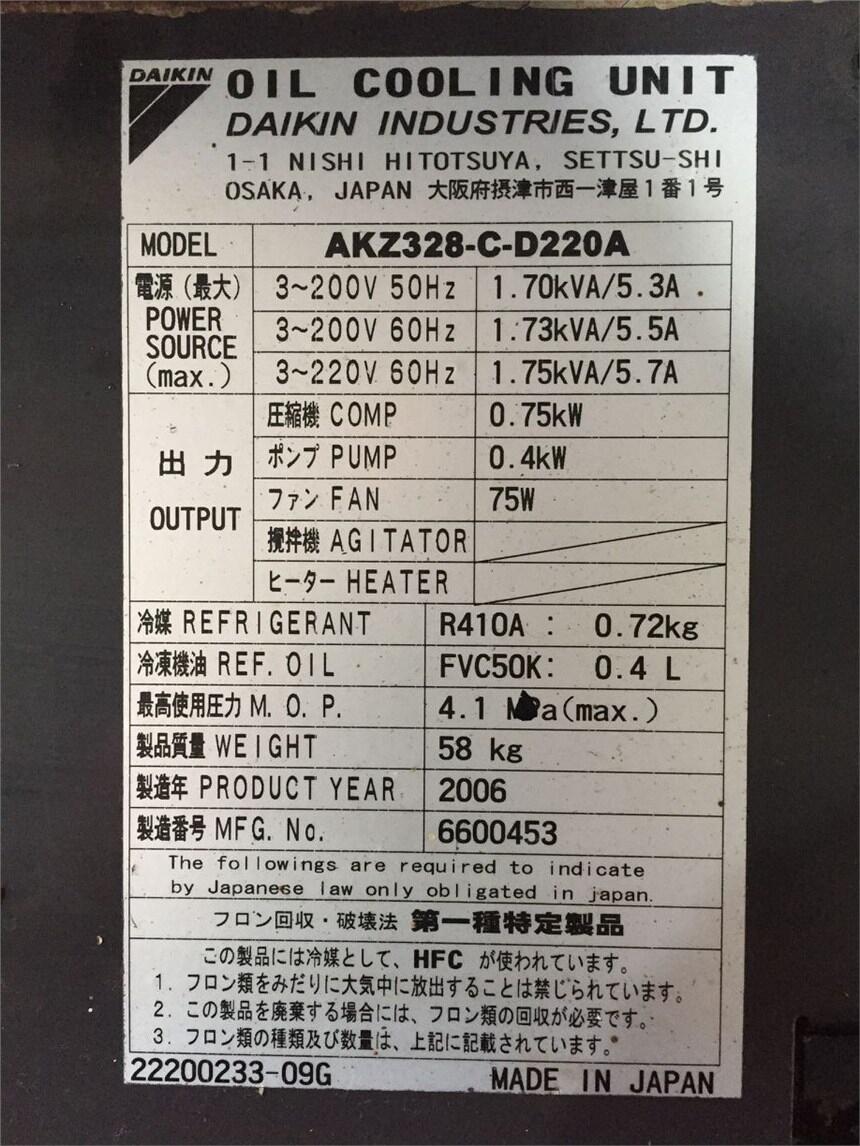 DAIKIN
OIL COOLING UNIT
DAIKIN INDUSTRIES, LTD.
1-1 NISHI HITOTSUYA, SETTSU-SHI
OSAKA, JAPAN 大阪府摂津市西一津屋1番1号
MODEL AKZ328-C-D220A
電源(最大) POWER SOURCE (max.)
3~200V 50Hz 1.70kVA/5.3A
3~200V 60Hz 1.73kVA/5.5A
3~220V 60Hz 1.75kVA/5.7A
出力 OUTPUT
圧縮機 COMP 0.75kW
ポンプ PUMP 0.4kW
ファン FAN 75W
攪拌機 AGITATOR
ヒーター HEATER
冷媒 REFRIGERANT R410A : 0.72kg
冷凍機油 REF. OIL FVC50K: 0.4 L
最高使用圧力 M. O. P. 4.1 MPa(max.)
製品質量 WEIGHT 58 kg
製造年 PRODUCT YEAR 2006
製造番号 MFG. No. 6600453
The followings are required to indicate
by Japanese law only obligated in japan.
フロン回収・破壊法 第一種特定製品
この製品には冷媒として、HFC が使われています。
1. フロン類をみだりに大気中に放出することは禁じられています。
2. この製品を廃棄する場合には、フロン類の回収が必要です。
3. フロン類の種類及び数量は、上記に記載されています。
22200233-09G MADE IN JAPAN